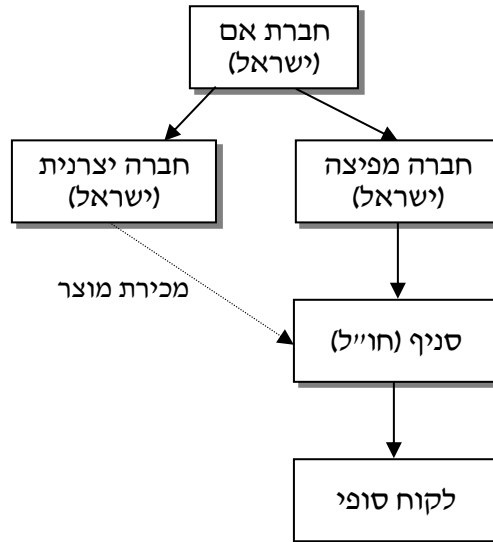 חברת אם
(ישראל)
חברה יצרנית
(ישראל)
חברה מפיצה
(ישראל)
מכירת מוצר
סניף (חו״ל)
לקוח סופי